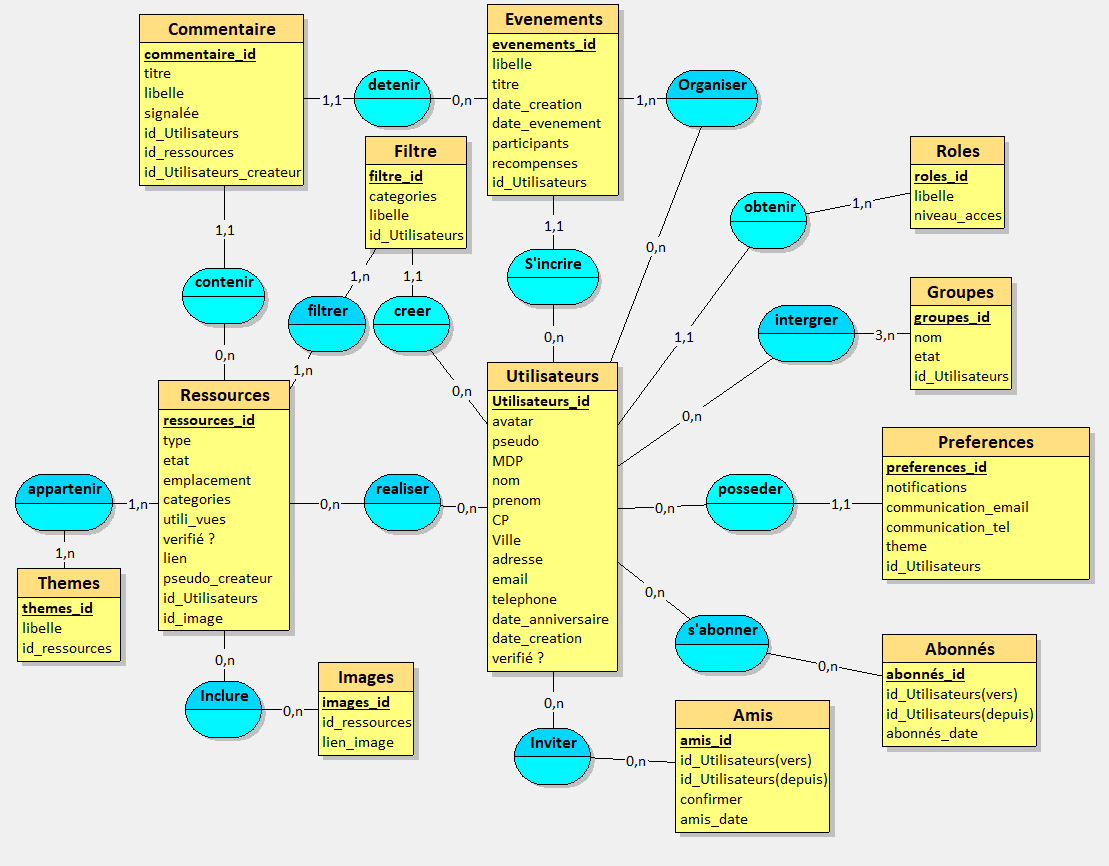 Commentaire
commentaire_id
titre
libelle
signalée
id_Utilisateurs
id_ressources
id_Utilisateurs_createur
1,1
detenir
0,n
Evenements
evenements_id
libelle
titre
date_creation
date_evenement
participants
recompenses
id_Utilisateurs
1,n
Organiser
0,n
Filtre
filtre_id
categories
libelle
id_Utilisateurs
Roles
roles_id
libelle
niveau_acces
1,n
obtenir
1,1
1,1
contenir
0,n
1,n
filtrer
1,n
1,1
creer
0,n
1,1
S'incrire
0,n
Groupes
groupes_id
nom
etat
id_Utilisateurs
3,n
intergrer
0,n
Ressources
ressources_id
type
etat
emplacement
categories
utili_vues
verifié ?
lien
pseudo_createur
id_Utilisateurs
id_image
Utilisateurs
Utilisateurs_id
avatar
pseudo
MDP
nom
prenom
CP
Ville
adresse
email
telephone
date_anniversaire
date_creation
verifié ?
Preferences
preferences_id
notifications
communication_email
communication_tel
theme
id_Utilisateurs
appartenir
1,n
1,n
0,n
realiser
0,n
0,n
posseder
1,1
Themes
themes_id
libelle
id_ressources
0,n
s'abonner
0,n
Abonnés
abonnés_id
id_Utilisateurs(vers)
id_Utilisateurs(depuis)
abonnés_date
0,n
Inclure
0,n
Images
images_id
id_ressources
lien_image
0,n
Inviter
0,n
Amis
amis_id
id_Utilisateurs(vers)
id_Utilisateurs(depuis)
confirmer
amis_date